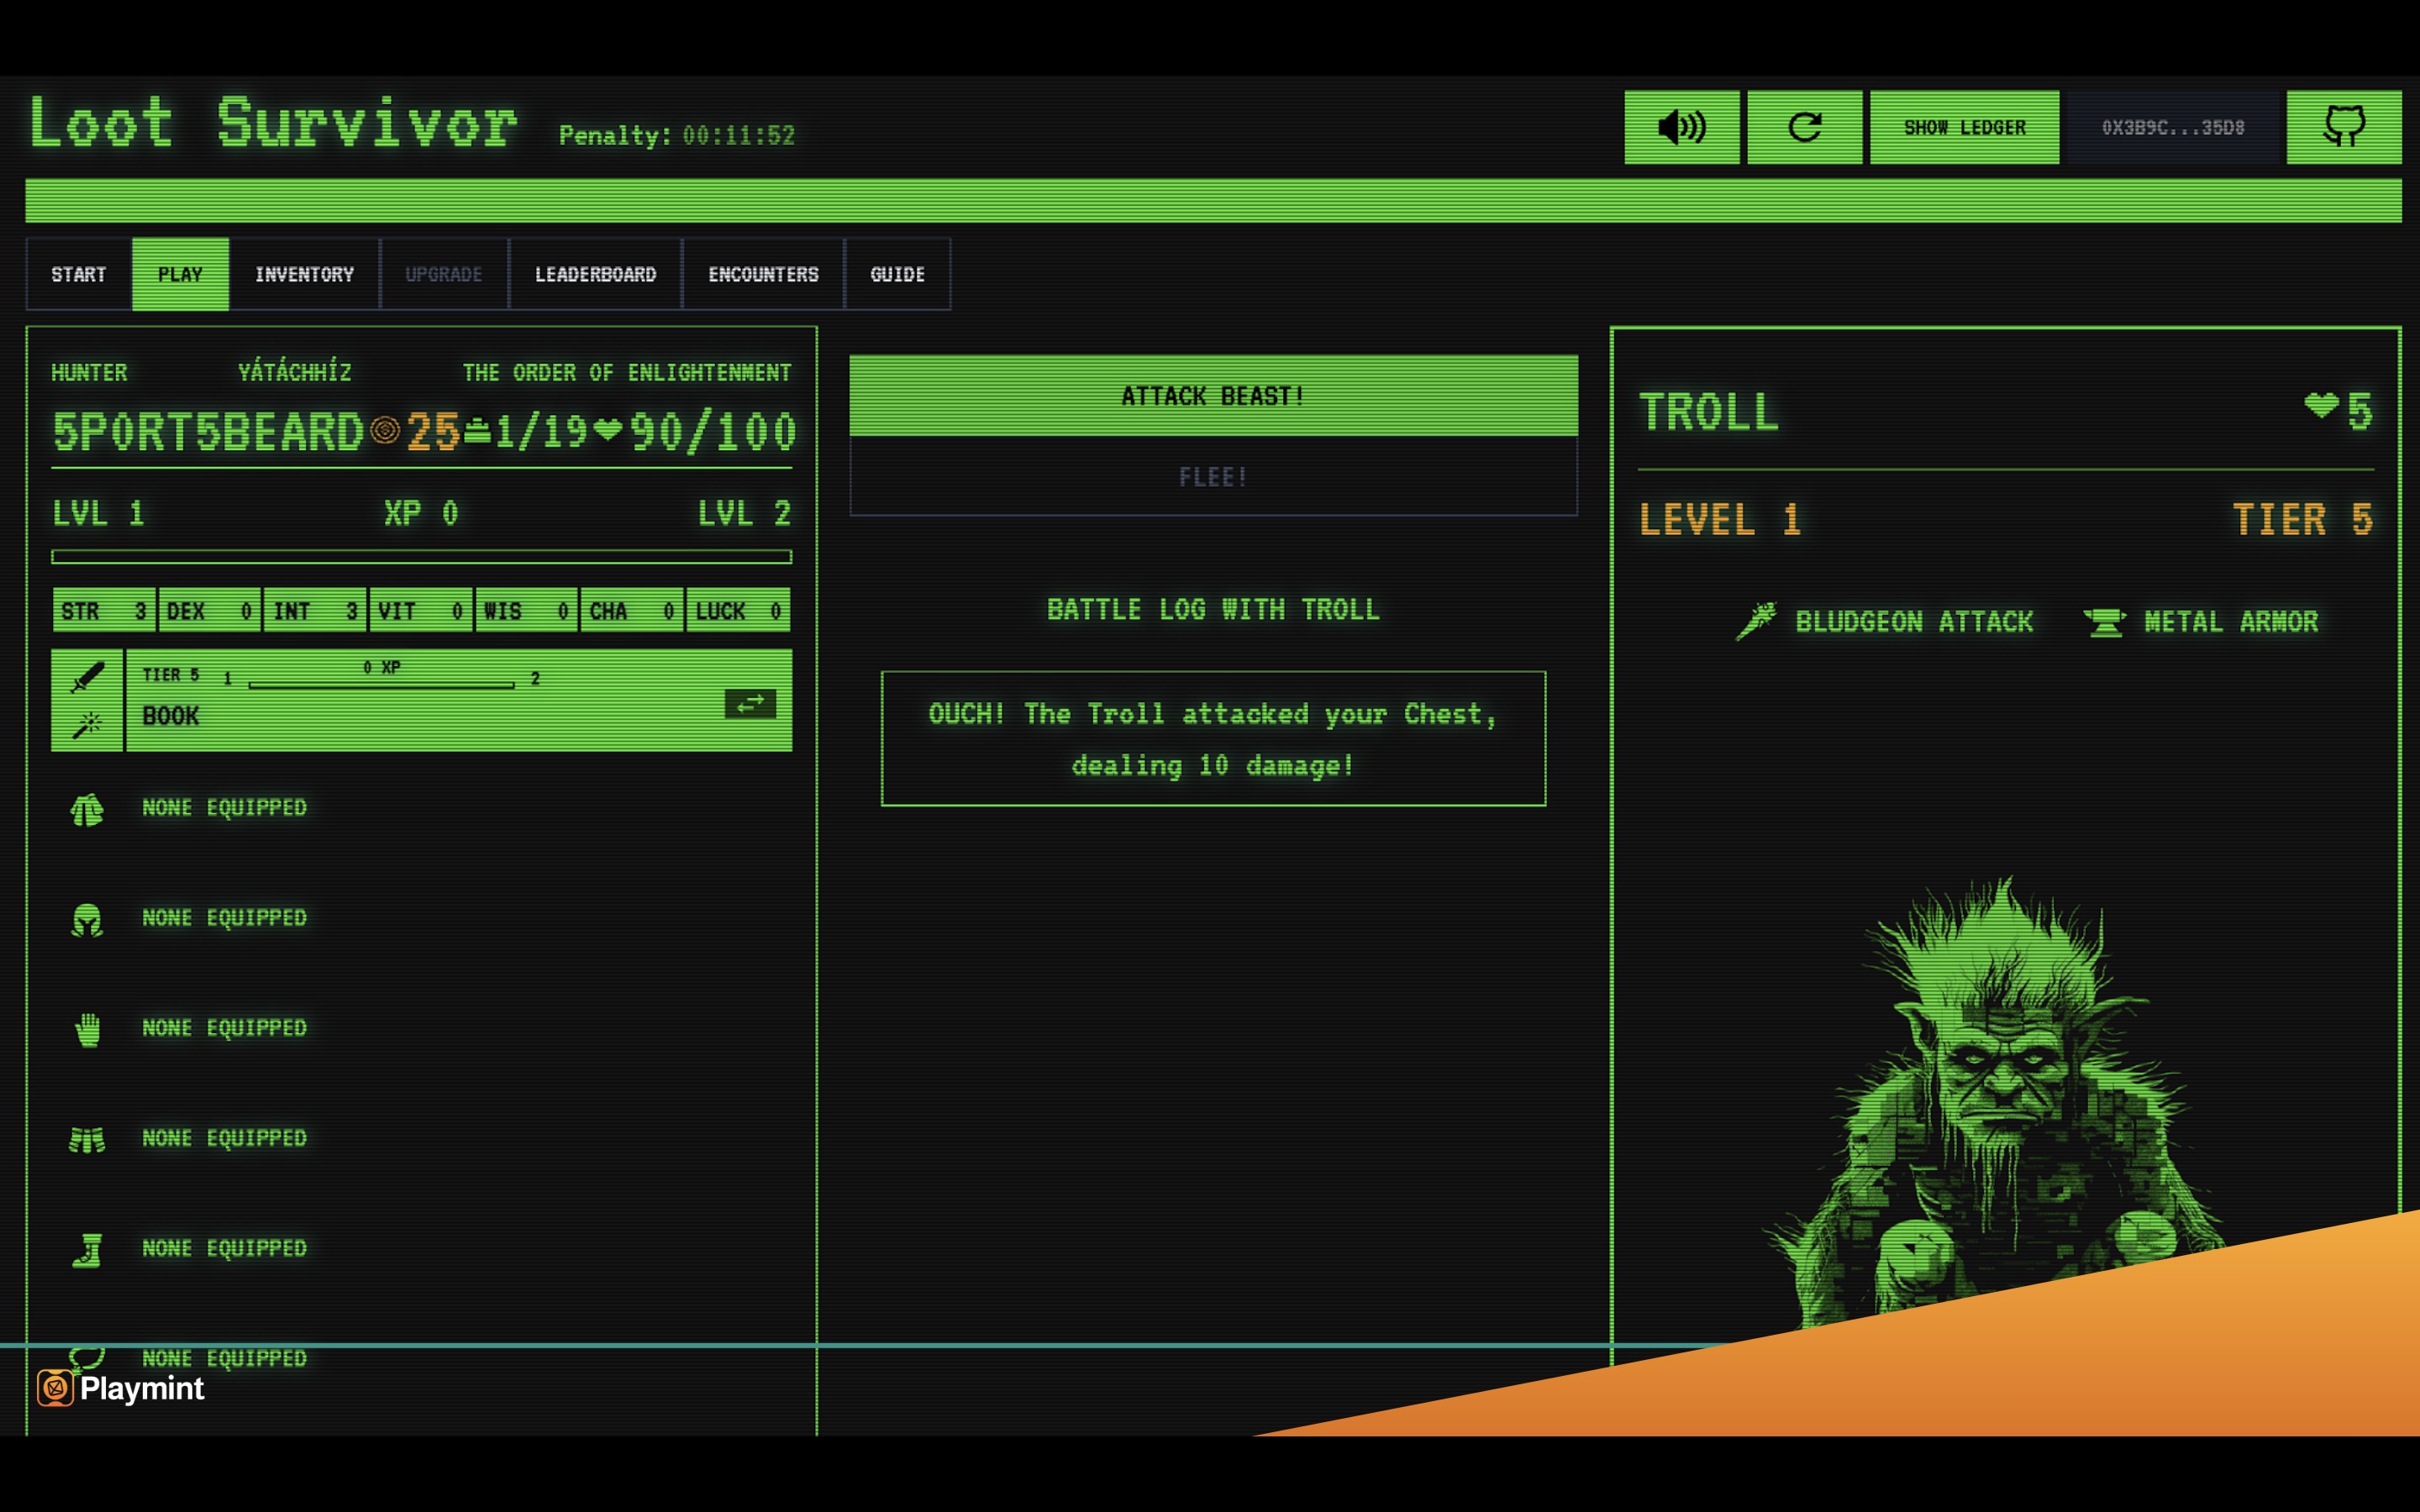 Loot Survivor Penalty: 00:11:52
SHOW LEDGER 0X3B9C...35D8
START PLAY INVENTORY UPGRADE LEADERBOARD ENCOUNTERS GUIDE
HUNTER YÁTÁCHHÍZ THE ORDER OF ENLIGHTENMENT
5P0RT5BEARD 25 1/19 90/100
LVL 1 XP 0 LVL 2
STR 3 DEX 0 INT 3 VIT 0 WIS 0 CHA 0 LUCK 0
TIER 5 1 0 XP 2
BOOK
NONE EQUIPPED
NONE EQUIPPED
NONE EQUIPPED
NONE EQUIPPED
NONE EQUIPPED
NONE EQUIPPED
ATTACK BEAST!
FLEE!
BATTLE LOG WITH TROLL
OUCH! The Troll attacked your Chest,
dealing 10 damage!
TROLL 5
LEVEL 1 TIER 5
BLUDGEON ATTACK METAL ARMOR
Playmint